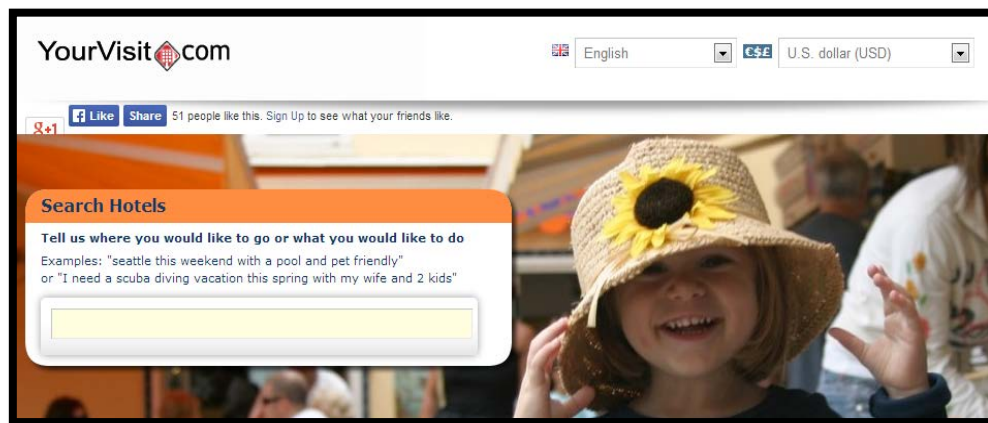 YourVisit com
English
€$£
U.S. dollar (USD)
g+1
f Like Share 51 people like this. Sign Up to see what your friends like.
Search Hotels
Tell us where you would like to go or what you would like to do
Examples: "seattle this weekend with a pool and pet friendly"
or "I need a scuba diving vacation this spring with my wife and 2 kids"